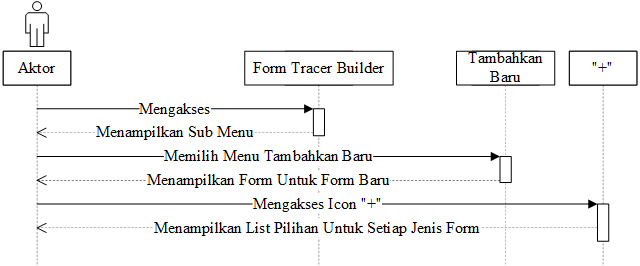 Aktor
Form Tracer Builder
Tambahkan
Baru
"+"
Mengakses
Menampilkan Sub Menu
Memilih Menu Tambahkan Baru
Menampilkan Form Untuk Form Baru
Mengakses Icon "+"
Menampilkan List Pilihan Untuk Setiap Jenis Form